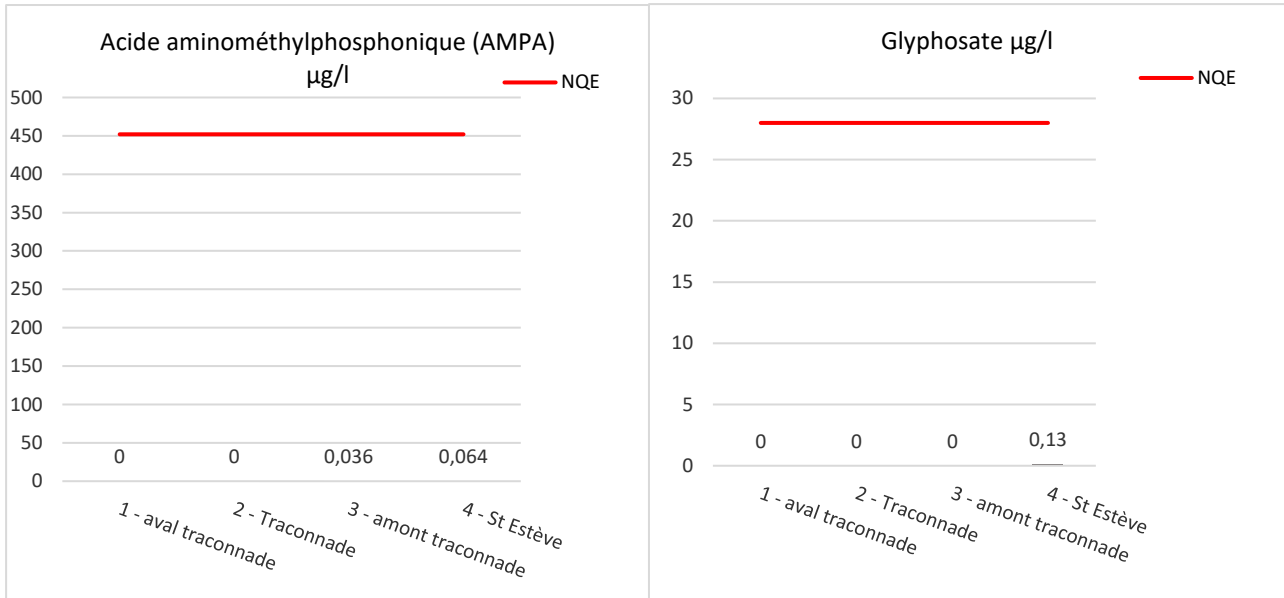 Acide aminométhylphosphonique (AMPA)
µg/l
NQE
500
450
400
350
300
250
200
150
100
50
0
0
0
0,036
0,064
1 - aval traconnade
2 - Traconnade
3 - amont traconnade
4 - St Estève
Glyphosate µg/l
NQE
30
25
20
15
10
5
0
0
0
0
0,13
1 - aval traconnade
2 - Traconnade
3 - amont traconnade
4 - St Estève